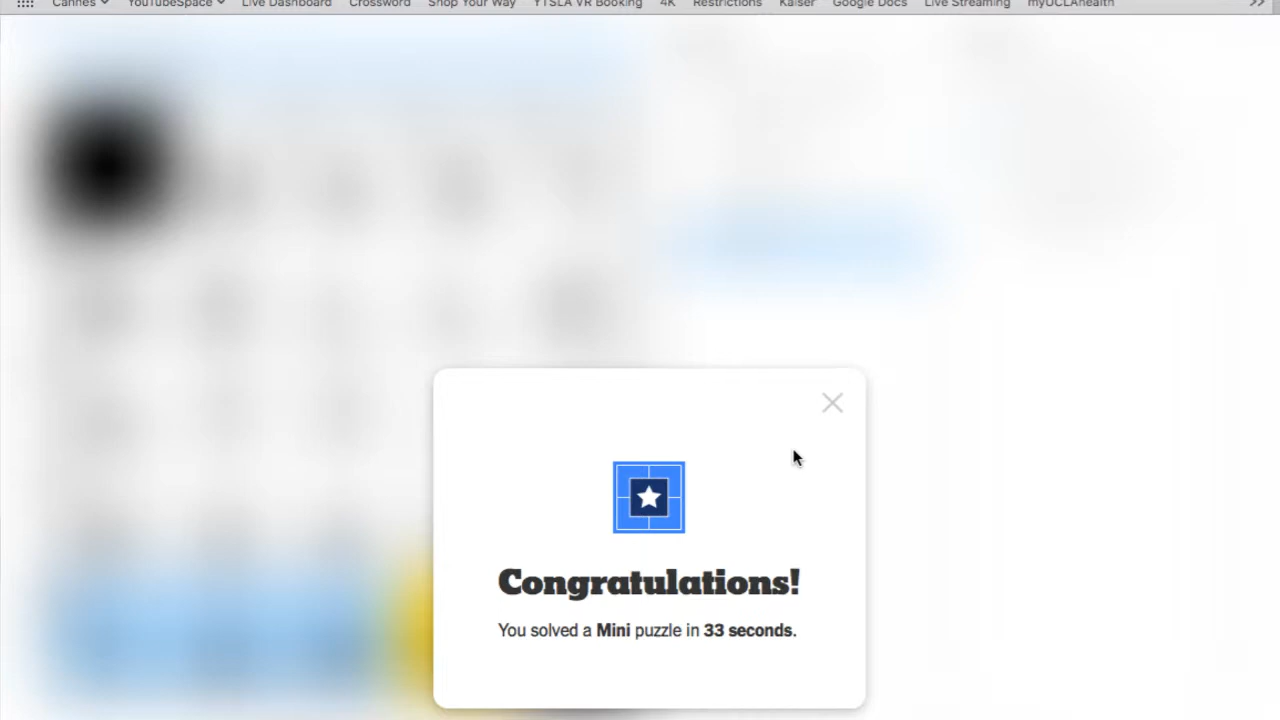 Cannes YouTubeSpace Live Dashboard Crossword Shop Your Way YTSLA VR Booking 4K Restrictions Kaiser Google Docs Live Streaming myUCLAhealth >>
Congratulations!
You solved a Mini puzzle in 33 seconds.